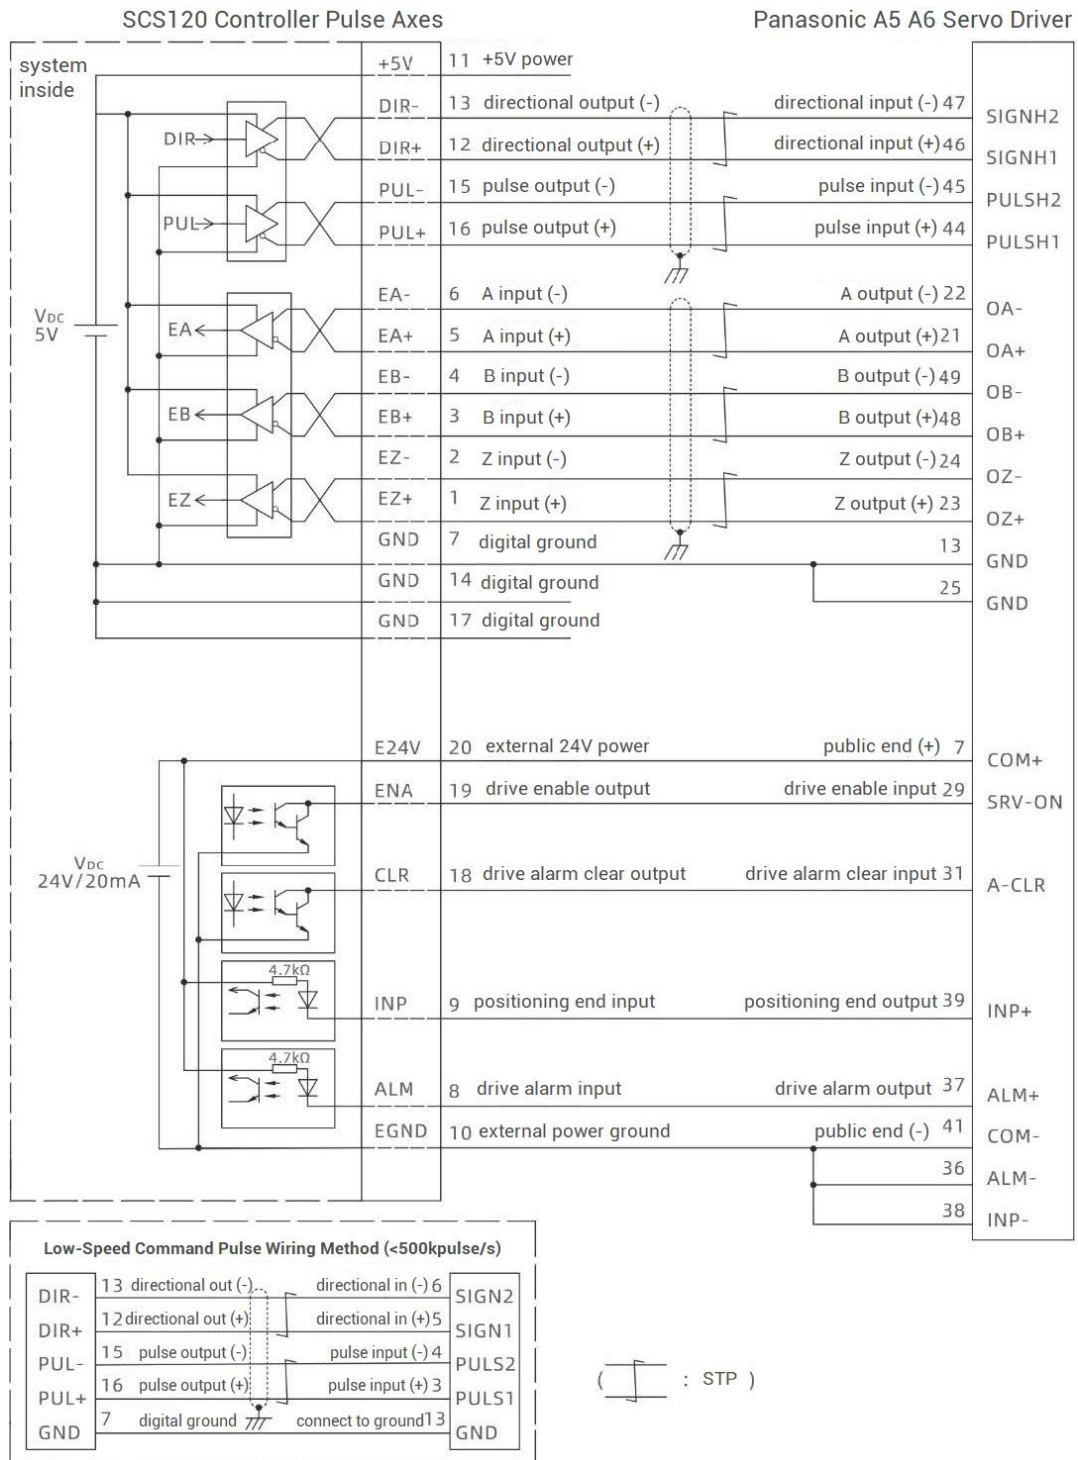 SCS120 Controller Pulse Axes Panasonic A5 A6 Servo Driver
system
inside
+5V 11 +5V power
DIR- 13 directional output (-) directional input (-) 47 SIGNH2
DIR DIR+ 12 directional output (+) directional input (+) 46 SIGNH1
PUL- 15 pulse output (-) pulse input (-) 45 PULSH2
PUL PUL+ 16 pulse output (+) pulse input (+) 44 PULSH1
EA- 6 A input (-) A output (-) 22 OA-
VDC
5V
EA EA+ 5 A input (+) A output (+) 21 OA+
EB- 4 B input (-) B output (-) 49 OB-
EB EB+ 3 B input (+) B output (+) 48 OB+
EZ- 2 Z input (-) Z output (-) 24 OZ-
EZ EZ+ 1 Z input (+) Z output (+) 23 OZ+
GND 7 digital ground 13 GND
GND 14 digital ground 25 GND
GND 17 digital ground
E24V 20 external 24V power public end (+) 7 COM+
ENA 19 drive enable output drive enable input 29 SRV-ON
VDC
24V/20mA
CLR 18 drive alarm clear output drive alarm clear input 31 A-CLR
4.7kΩ
INP 9 positioning end input positioning end output 39 INP+
4.7kΩ
ALM 8 drive alarm input drive alarm output 37 ALM+
EGND 10 external power ground public end (-) 41 COM-
36 ALM-
38 INP-
Low-Speed Command Pulse Wiring Method (<500kpulse/s)
DIR- 13 directional out (-) directional in (-) 6 SIGN2
DIR+ 12 directional out (+) directional in (+) 5 SIGN1
PUL- 15 pulse output (-) pulse input (-) 4 PULS2
PUL+ 16 pulse output (+) pulse input (+) 3 PULS1
GND 7 digital ground connect to ground 13 GND
( : STP )